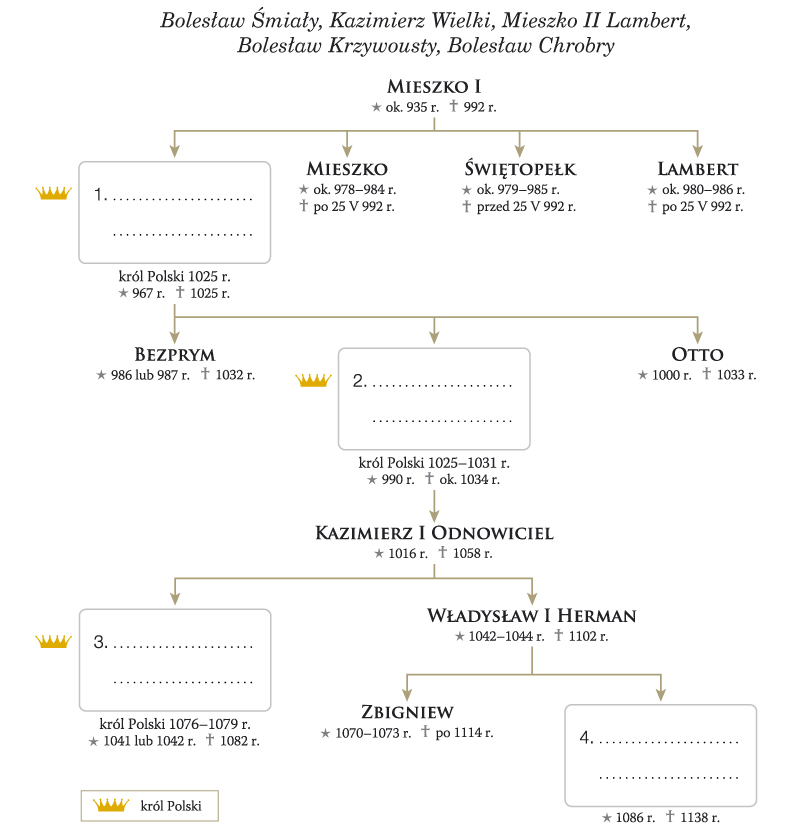 Bolesław Śmiały, Kazimierz Wielki, Mieszko II Lambert,
Bolesław Krzywousty, Bolesław Chrobry
Mieszko I
★ ok. 935 r. † 992 r.
1. ........................
........................
król Polski 1025 r.
★ 967 r. † 1025 r.
Mieszko
★ ok. 978–984 r.
† po 25 V 992 r.
Świętopełk
★ ok. 979–985 r.
† przed 25 V 992 r.
Lambert
★ ok. 980–986 r.
† po 25 V 992 r.
Bezprym
★ 986 lub 987 r. † 1032 r.
2. ........................
........................
król Polski 1025–1031 r.
★ 990 r. † ok. 1034 r.
Otto
★ 1000 r. † 1033 r.
Kazimierz I Odnowiciel
★ 1016 r. † 1058 r.
3. ........................
........................
król Polski 1076–1079 r.
★ 1041 lub 1042 r. † 1082 r.
Władysław I Herman
★ 1042–1044 r. † 1102 r.
Zbigniew
★ 1070–1073 r. † po 1114 r.
4. ........................
........................
★ 1086 r. † 1138 r.
król Polski